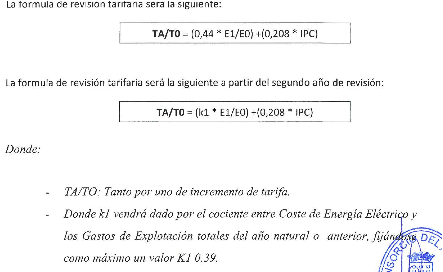 La formula de revisión tarifaria será la siguiente:
TA/T0 = (0,44 * E1/E0) +(0,208 * IPC)
La formula de revisión tarifaria será la siguiente a partir del segundo año de revisión:
TA/T0 = (k1 * E1/E0) +(0,208 * IPC)
Donde:
- TA/TO: Tanto por uno de incremento de tarifa.
- Donde k1 vendrá dado por el cociente entre Coste de Energía Eléctrico y
los Gastos de Explotación totales del año natural o anterior, fijándose
como máximo un valor K1 0.39.